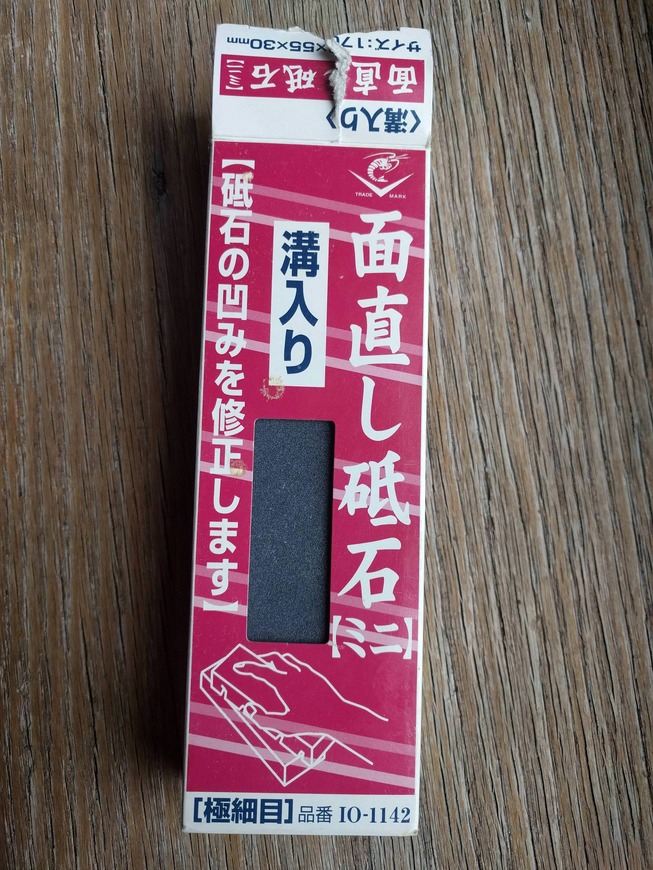 サイズ:17 ×55×30mm
面直 砥石【ミニ】
〈溝入り〉
TRADE MARK
面直し砥石【ミニ】
溝入り
【砥石の凹みを修正します】
[極細目]品番 IO-1142